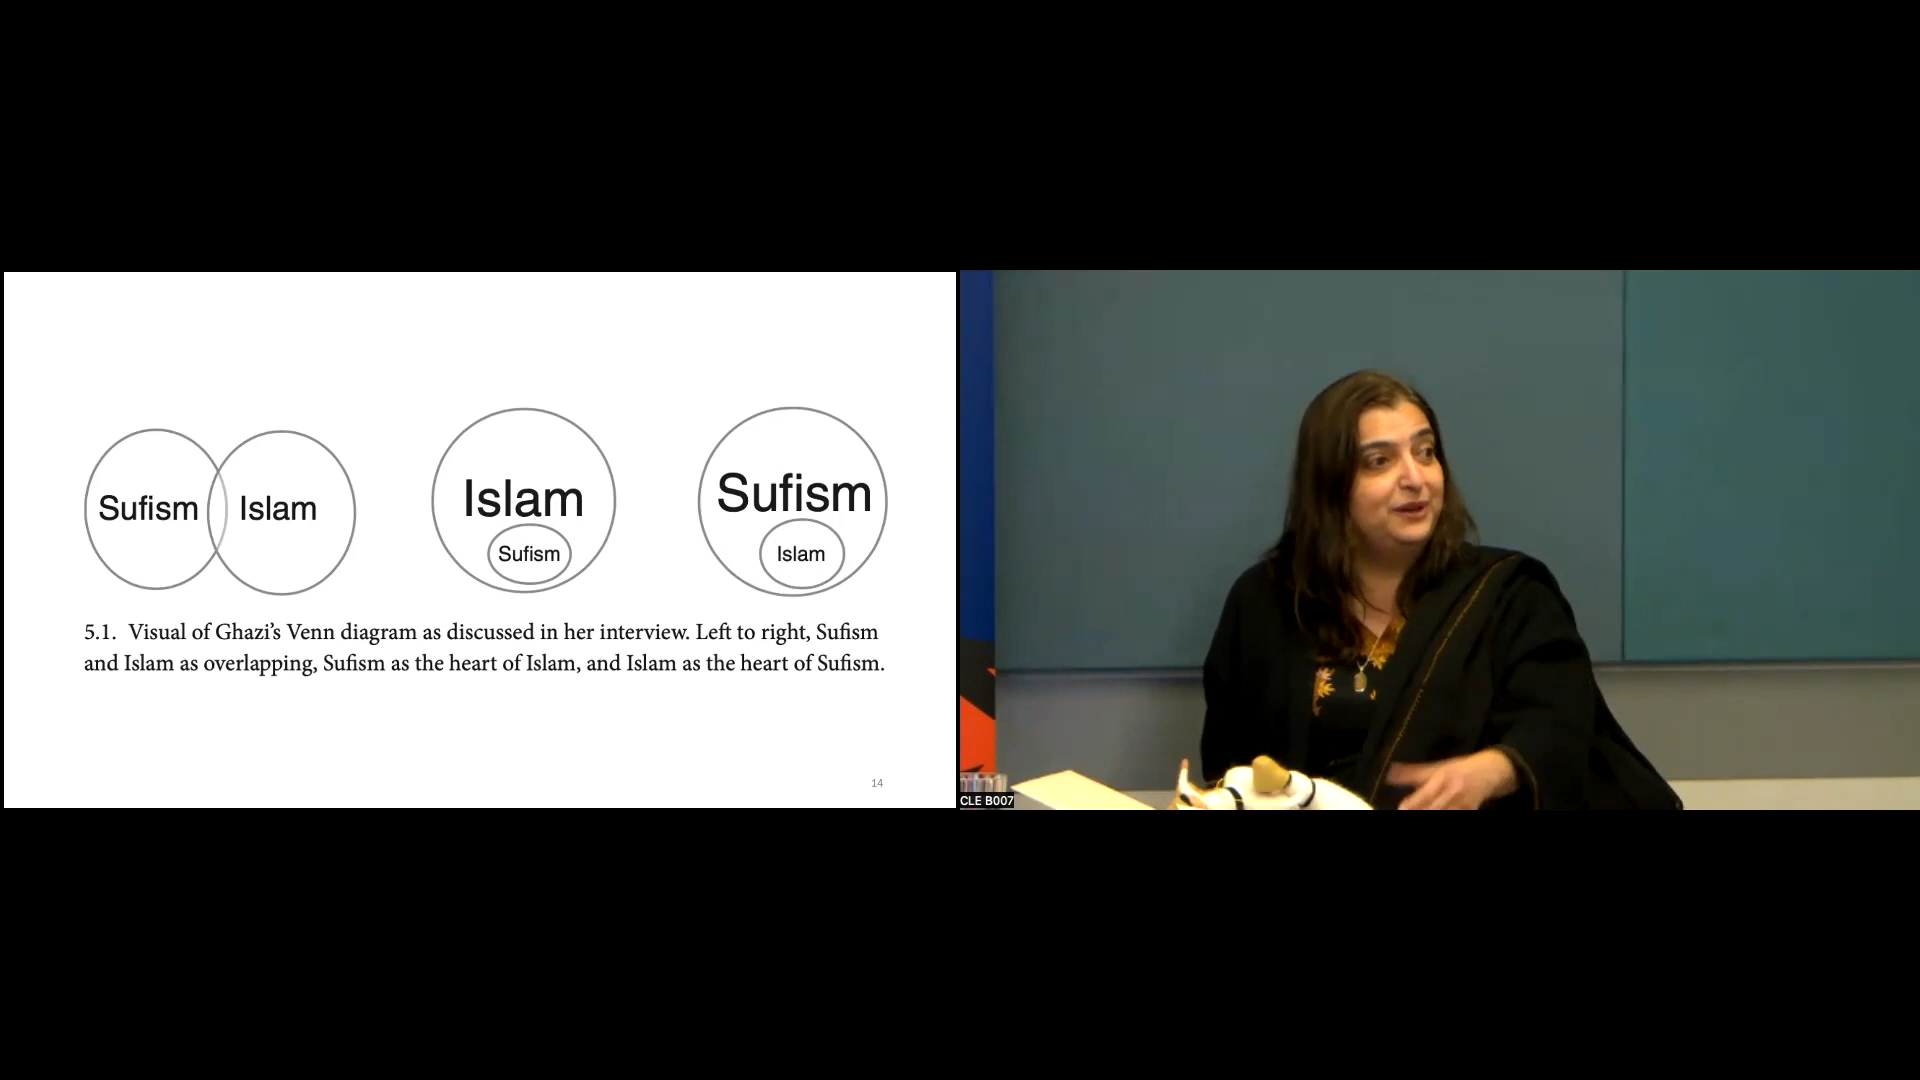 Sufism
Islam
Islam
Sufism
Sufism
Islam
5.1. Visual of Ghazi’s Venn diagram as discussed in her interview. Left to right, Sufism
and Islam as overlapping, Sufism as the heart of Islam, and Islam as the heart of Sufism.
14
CLE B007